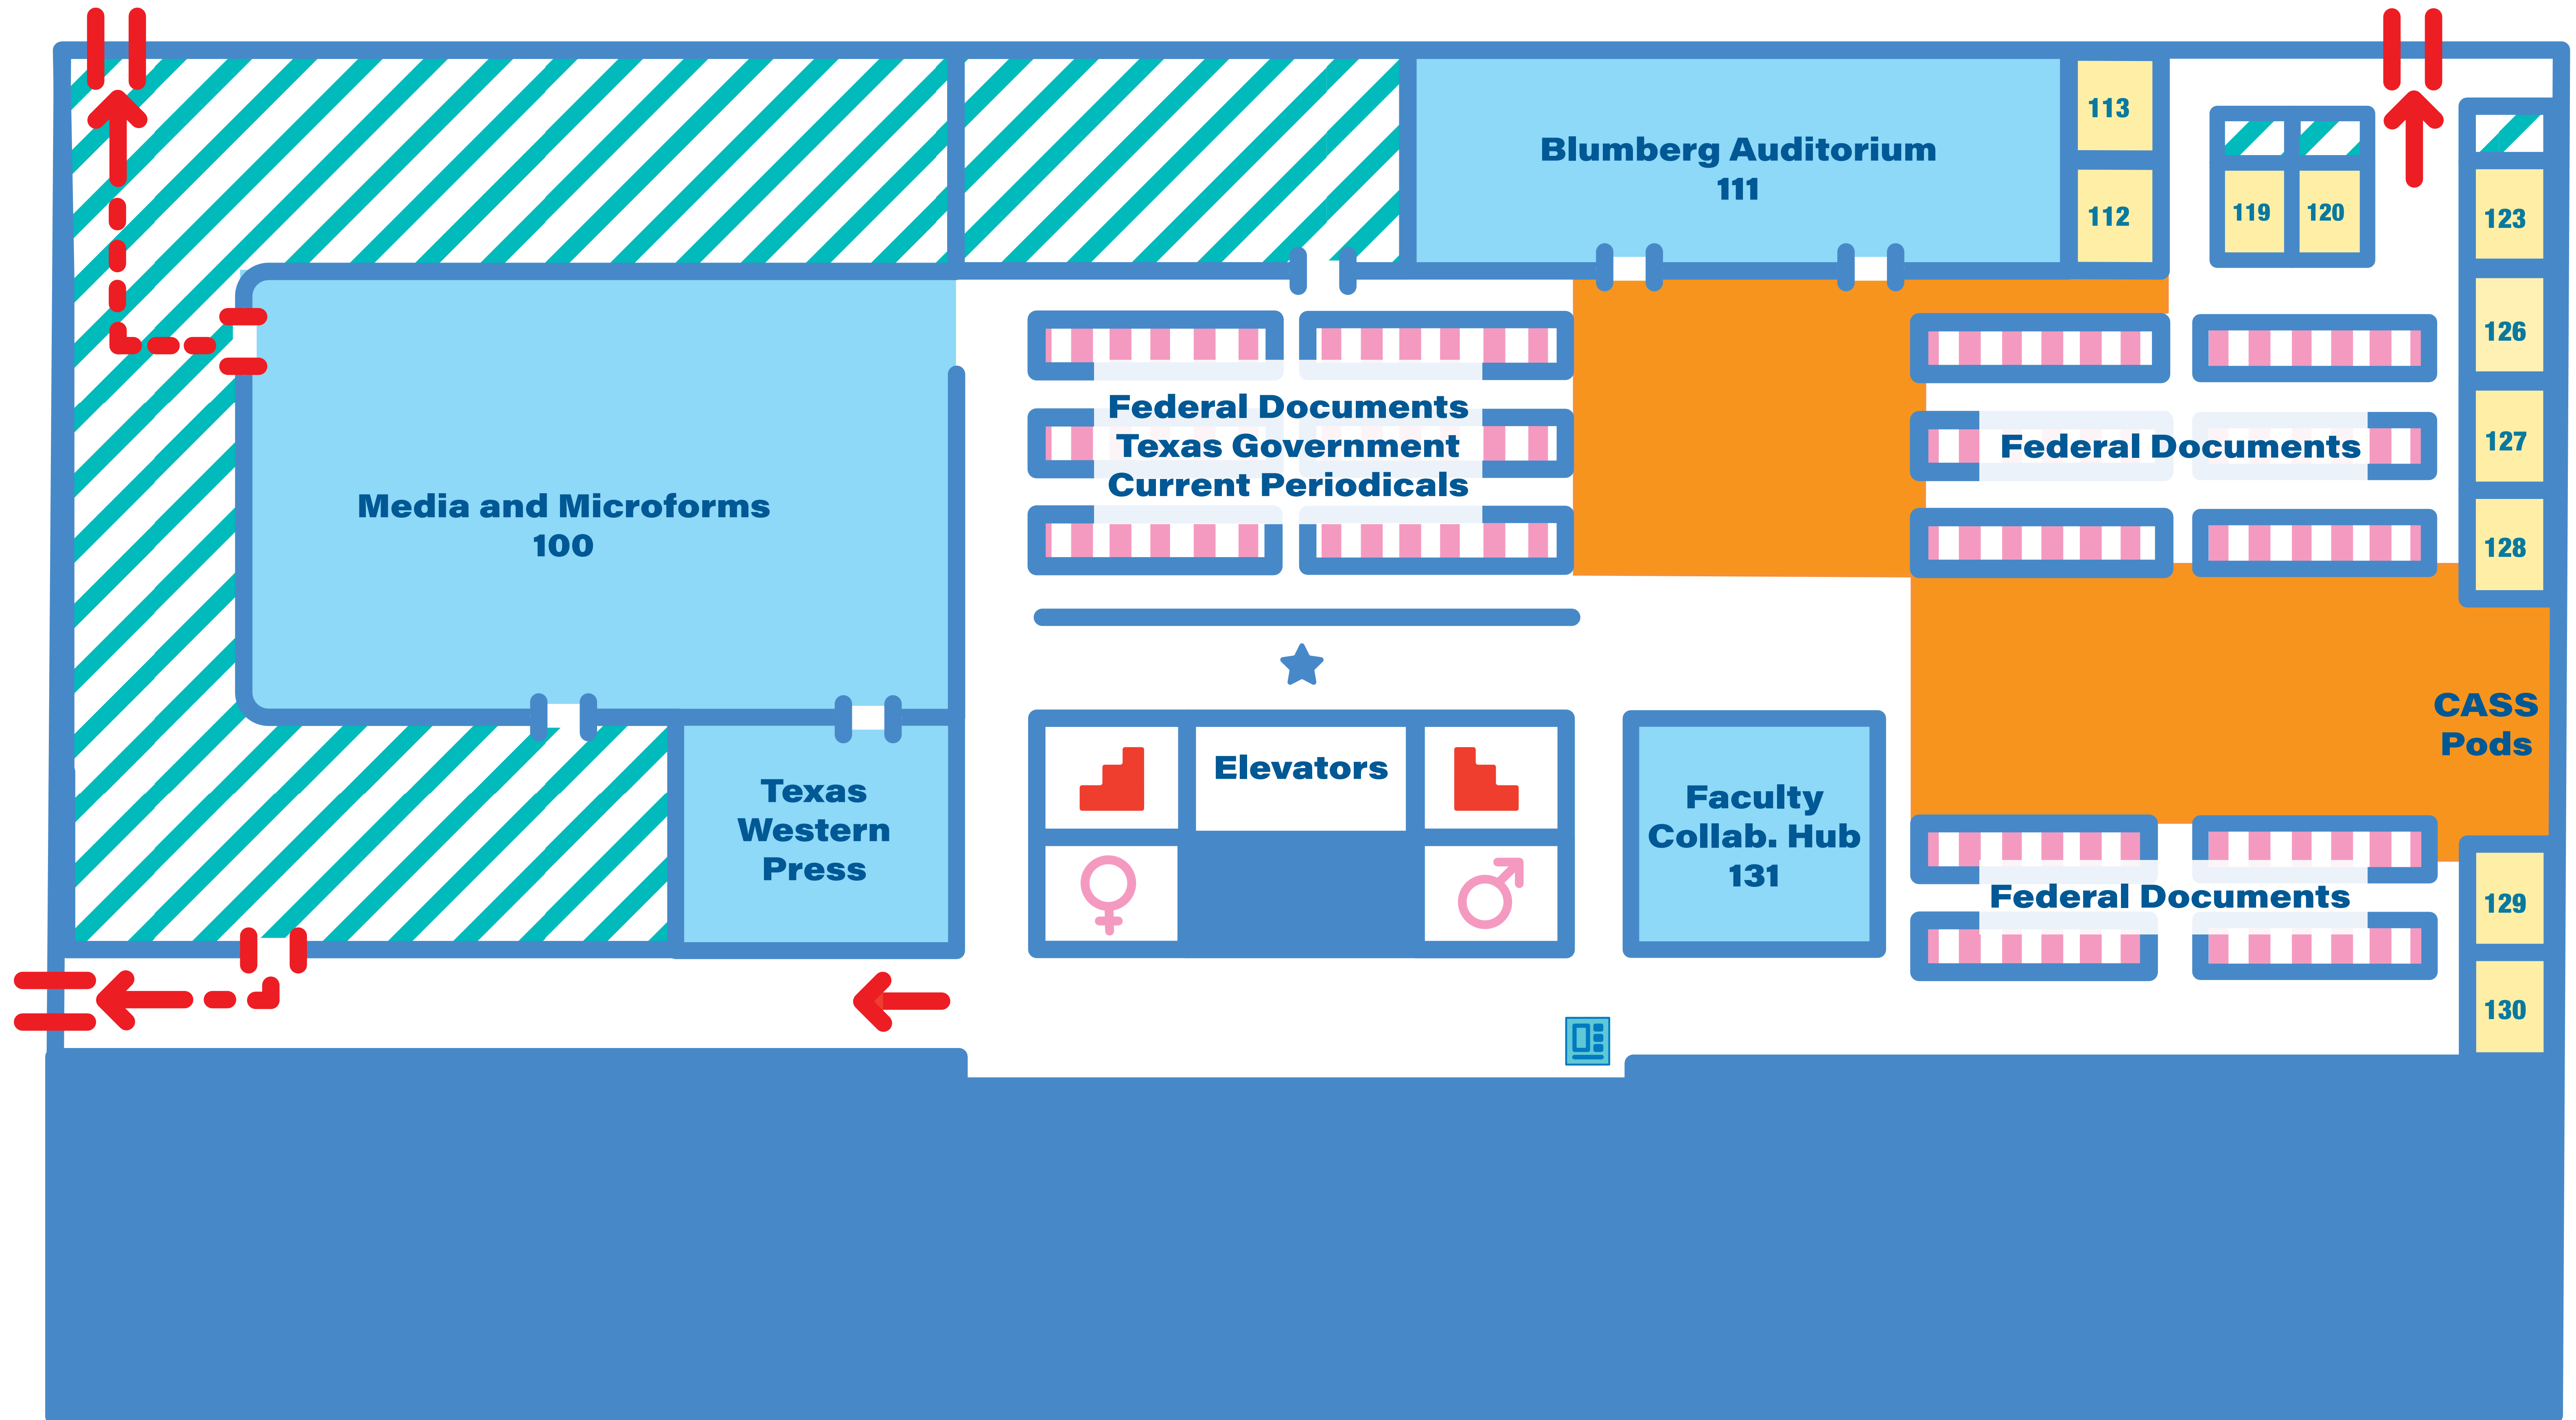 Blumberg Auditorium
111
113
112
119
120
123
126
127
128
Federal Documents
Texas Government
Current Periodicals
Federal Documents
Media and Microforms
100
CASS
Pods
Texas
Western
Press
Elevators
Faculty
Collab. Hub
131
Federal Documents
129
130